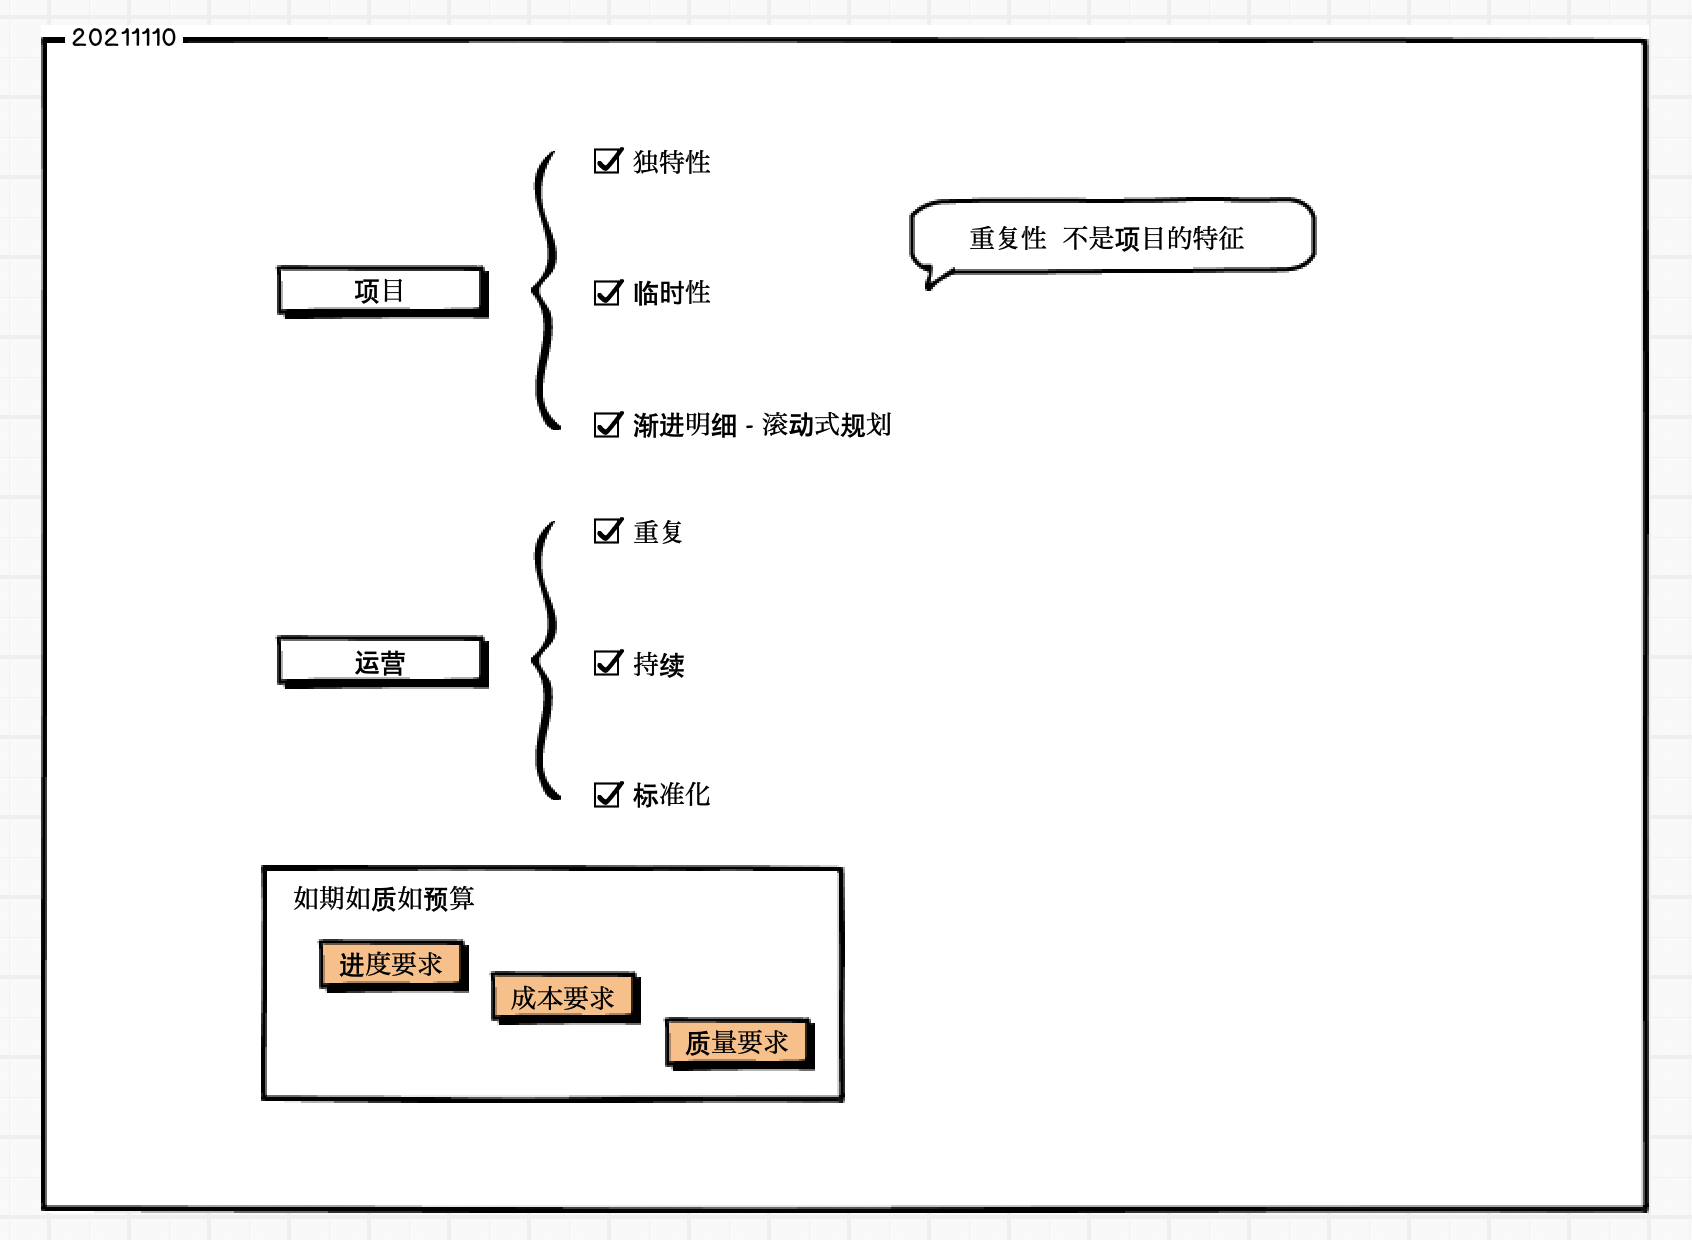 20211110
独特性
重复性 不是项目的特征
项目
临时性
渐进明细 - 滚动式规划
重复
运营
持续
标准化
如期如质如预算
进度要求
成本要求
质量要求